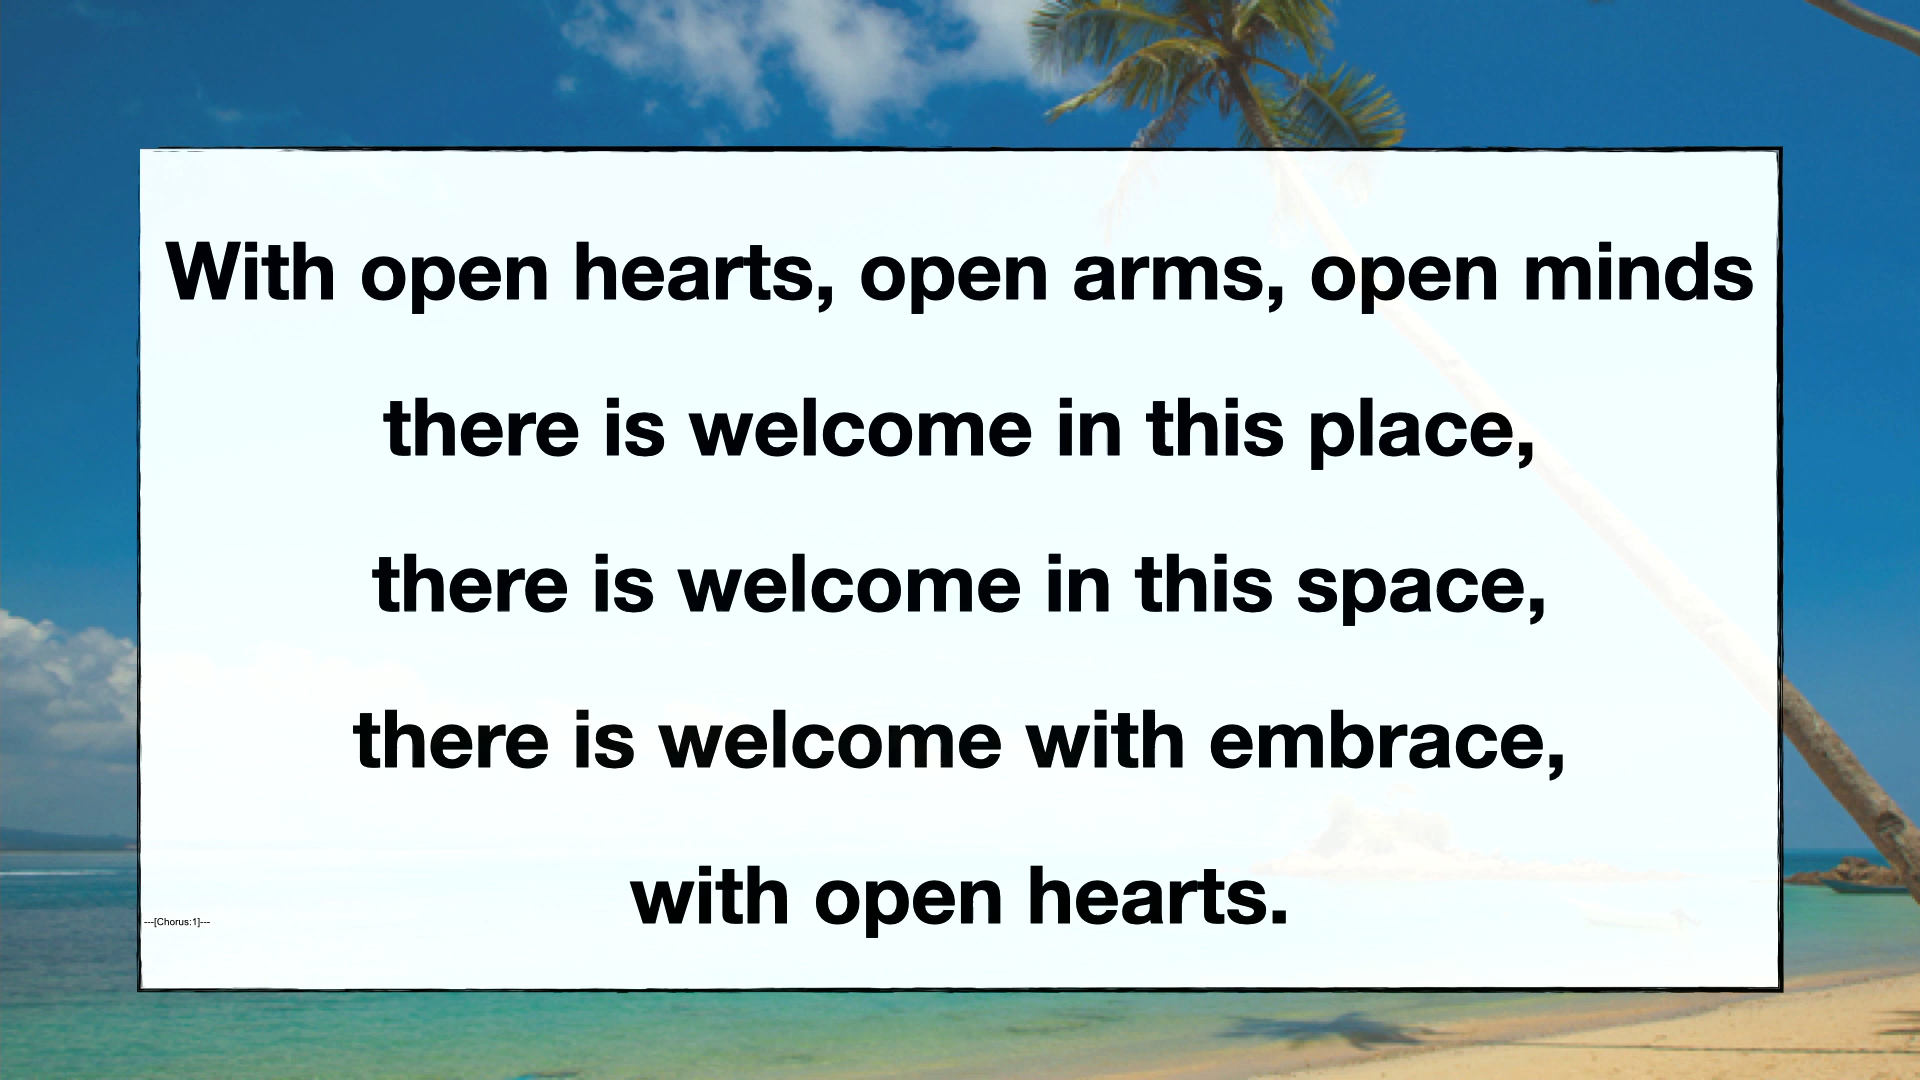 With open hearts, open arms, open minds
there is welcome in this place,
there is welcome in this space,
there is welcome with embrace,
with open hearts.
---[Chorus:1]---